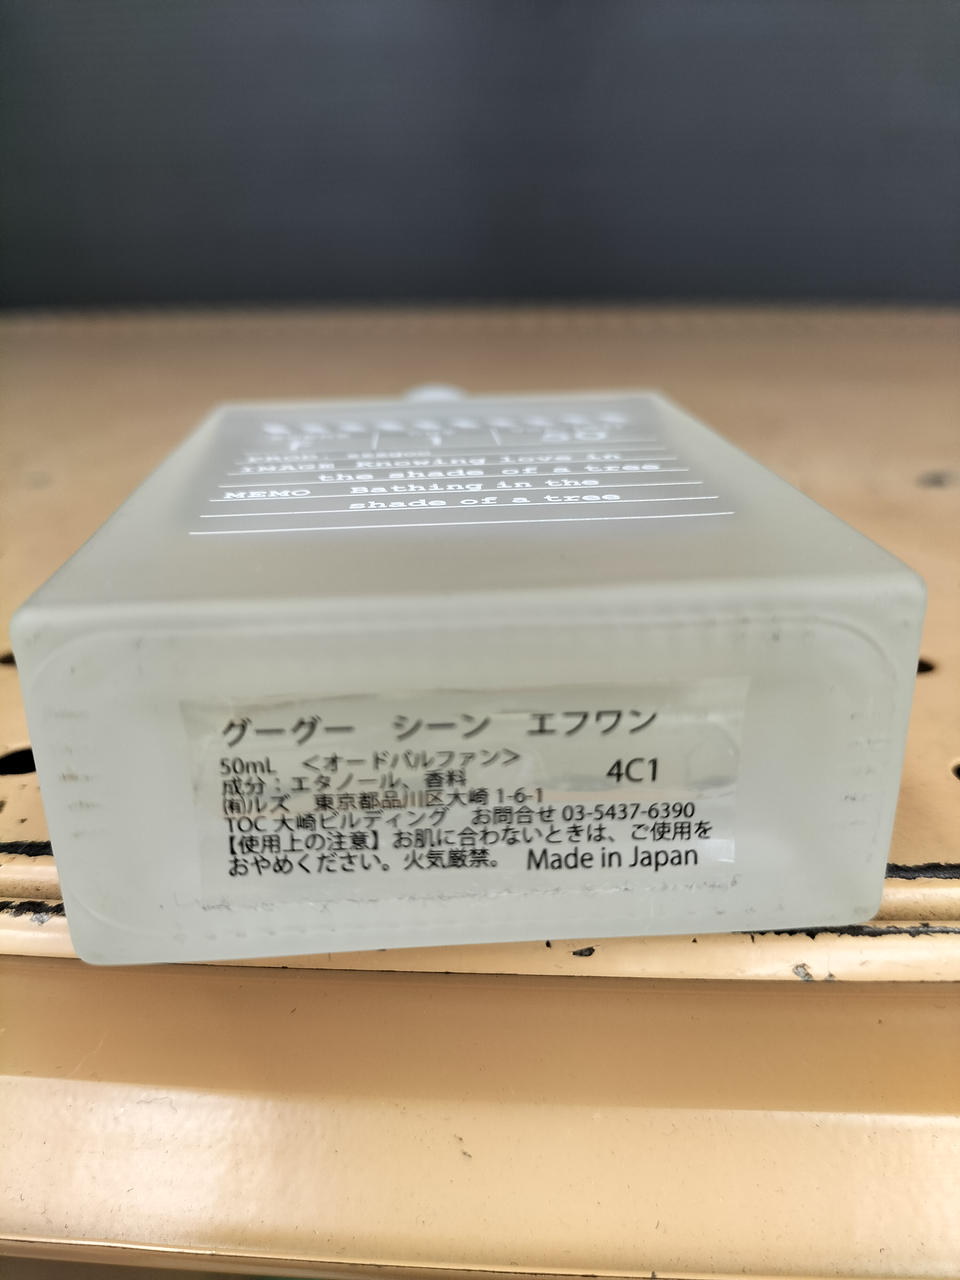 F 1 50
IMAGE Knowing love in
the shade of a tree
MEMO Bathing in the
shade of a tree
グーグー シーン エフワン
50mL <オードパルファン>
成分：エタノール、香料 4C1
㈲ルズ 東京都品川区大崎 1-6-1
TOC 大崎ビルディング お問合せ 03-5437-6390
【使用上の注意】お肌に合わないときは、ご使用を
おやめください。火気厳禁。 Made in Japan